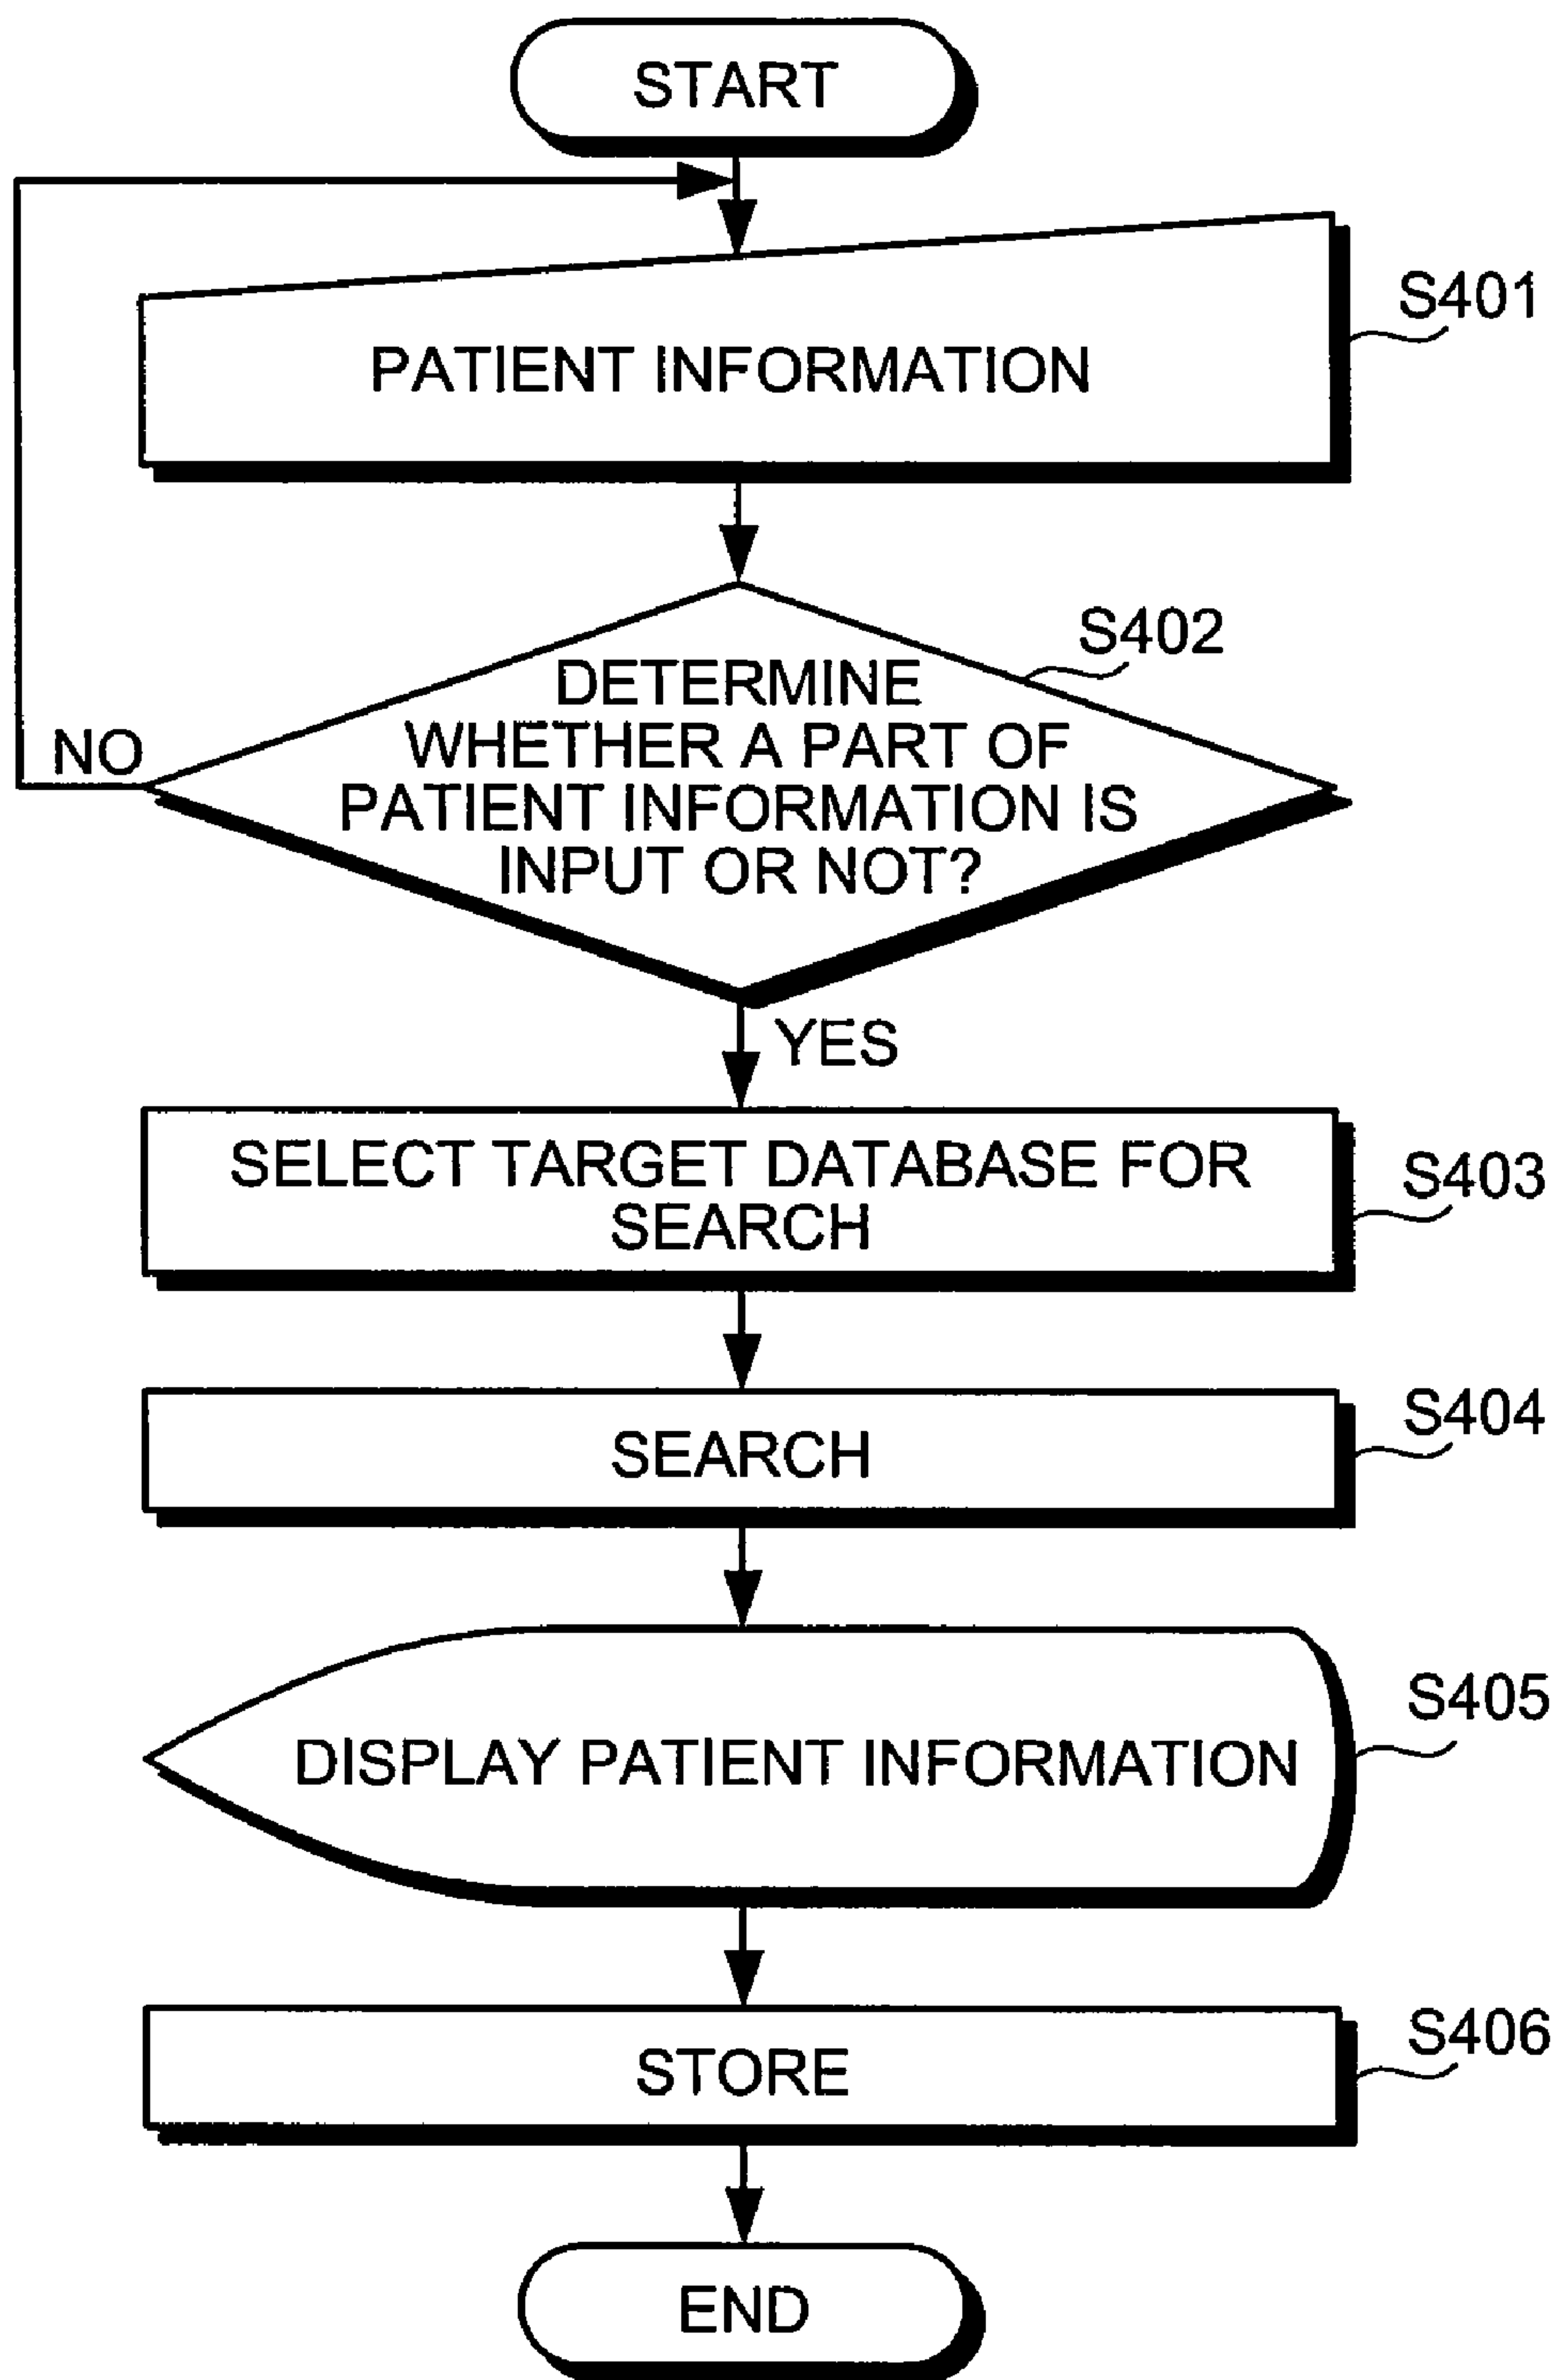 START
PATIENT INFORMATION
S401
DETERMINE
WHETHER A PART OF
PATIENT INFORMATION IS
INPUT OR NOT?
S402
NO
YES
SELECT TARGET DATABASE FOR
SEARCH
S403
SEARCH
S404
DISPLAY PATIENT INFORMATION
S405
STORE
S406
END